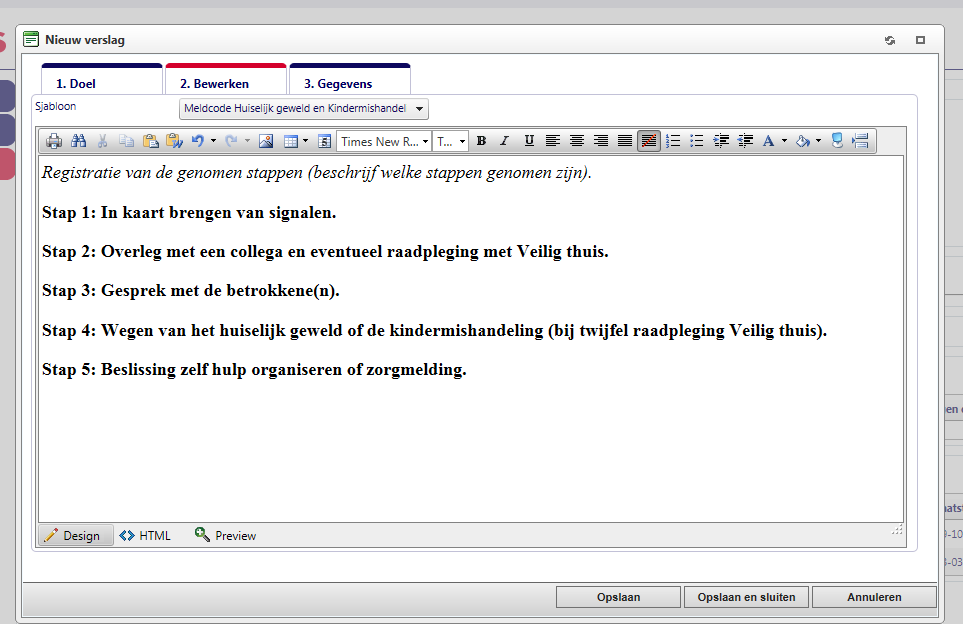 Nieuw verslag
1. Doel
2. Bewerken
3. Gegevens
Sjabloon
Meldcode Huiselijk geweld en Kindermishandel
Times New R...
T...
B I U
A
Registratie van de genomen stappen (beschrijf welke stappen genomen zijn).
Stap 1: In kaart brengen van signalen.
Stap 2: Overleg met een collega en eventueel raadpleging met Veilig thuis.
Stap 3: Gesprek met de betrokkene(n).
Stap 4: Wegen van het huiselijk geweld of de kindermishandeling (bij twijfel raadpleging Veilig thuis).
Stap 5: Beslissing zelf hulp organiseren of zorgmelding.
Design
HTML
Preview
Opslaan
Opslaan en sluiten
Annuleren